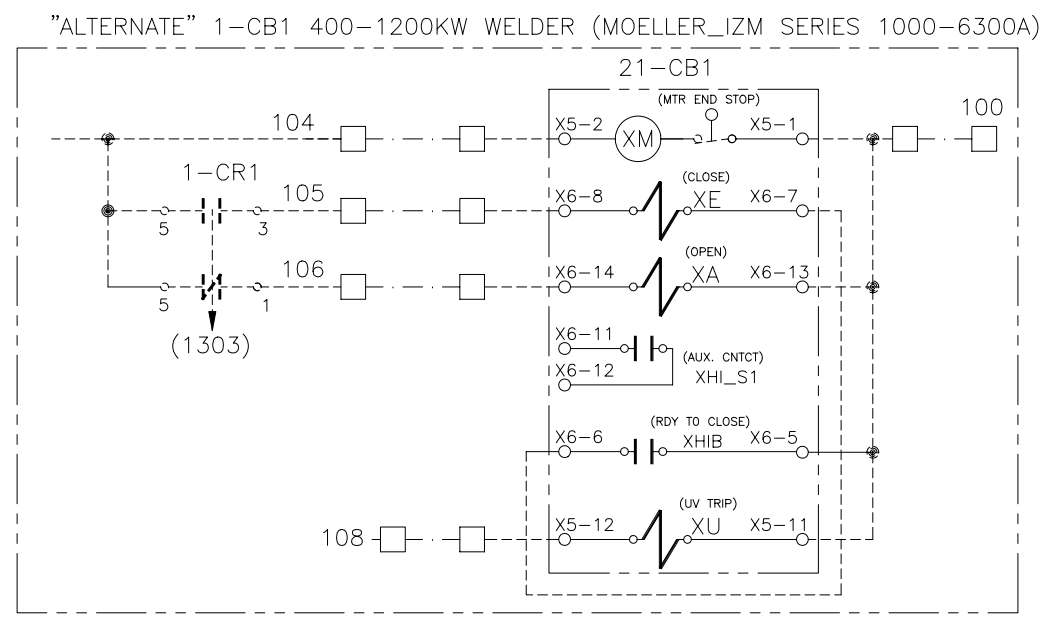 "ALTERNATE" 1-CB1 400-1200KW WELDER (MOELLER_IZM SERIES 1000-6300A)
21-CB1
(MTR END STOP)
104 X5-2 XM X5-1 100
1-CR1
(CLOSE)
105 X6-8 XE X6-7
5 3
(OPEN)
106 X6-14 XA X6-13
5 1
(1303)
X6-11
(AUX. CNTCT)
X6-12 XHI_S1
(RDY TO CLOSE)
X6-6 XHIB X6-5
(UV TRIP)
108 X5-12 XU X5-11